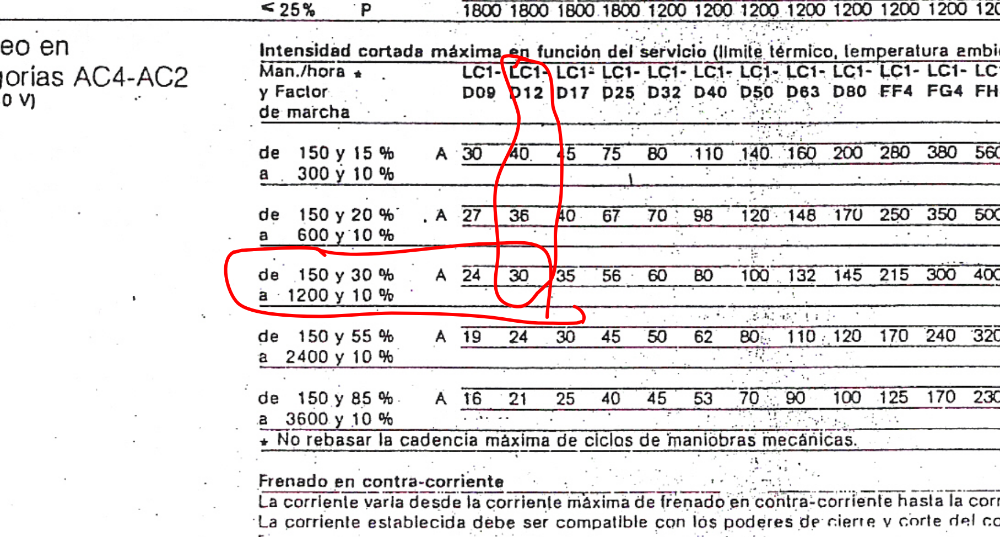 ≤ 25% P 1800 1800 1800 1800 1200 1200 1200 1200 1200 1200 1200
eo en
gorías AC4-AC2
0 V)
Intensidad cortada máxima en función del servicio (límite térmico, temperatura
Man./hora * LC1- LC1- LC1- LC1- LC1- LC1- LC1- LC1- LC1- LC1- LC1- LC
y Factor D09 D12 D17 D25 D32 D40 D50 D63 D80 FF4 FG4 FH
de marcha
de 150 y 15 % A 30 40 45 75 80 110 140 160 200 280 380 560
a 300 y 10 %
de 150 y 20 % A 27 36 40 67 70 98 120 148 170 250 350 500
a 600 y 10 %
de 150 y 30 % A 24 30 35 56 60 80 100 132 145 215 300 400
a 1200 y 10 %
de 150 y 55 % A 19 24 30 45 50 62 80 110 120 170 240 320
a 2400 y 10 %
de 150 y 85 % A 16 21 25 40 45 53 70 90 100 125 170 230
a 3600 y 10 %
* No rebasar la cadencia máxima de ciclos de maniobras mecánicas.
Frenado en contra-corriente
La corriente varía desde la corriente máxima de frenado en contra-corriente hasta la
La corriente establecida debe ser compatible con los poderes de cierre y corte del